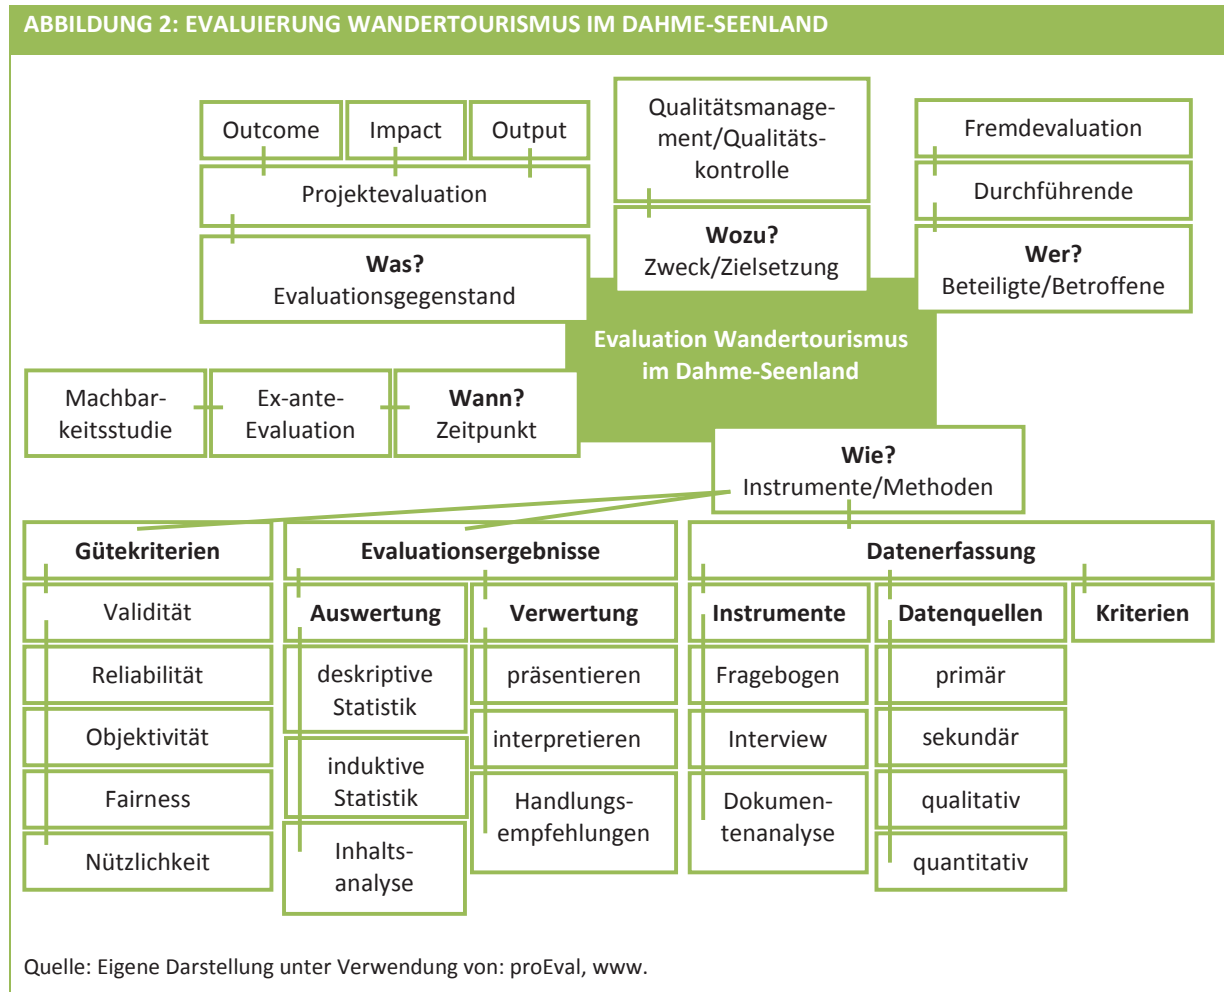 ABBILDUNG 2: EVALUIERUNG WANDERTOURISMUS IM DAHME-SEENLAND
Outcome
Impact
Output
Projektevaluation
Was?
Evaluationsgegenstand
Qualitätsmanage-
ment/Qualitäts-
kontrolle
Wozu?
Zweck/Zielsetzung
Fremdevaluation
Durchführende
Wer?
Beteiligte/Betroffene
Evaluation Wandertourismus
im Dahme-Seenland
Machbar-
keitsstudie
Ex-ante-
Evaluation
Wann?
Zeitpunkt
Wie?
Instrumente/Methoden
Gütekriterien
Validität
Reliabilität
Objektivität
Fairness
Nützlichkeit
Evaluationsergebnisse
Auswertung
deskriptive
Statistik
induktive
Statistik
Inhalts-
analyse
Verwertung
präsentieren
interpretieren
Handlungs-
empfehlungen
Datenerfassung
Instrumente
Fragebogen
Interview
Dokumen-
tenanalyse
Datenquellen
primär
sekundär
qualitativ
quantitativ
Kriterien
Quelle: Eigene Darstellung unter Verwendung von: proEval, www.